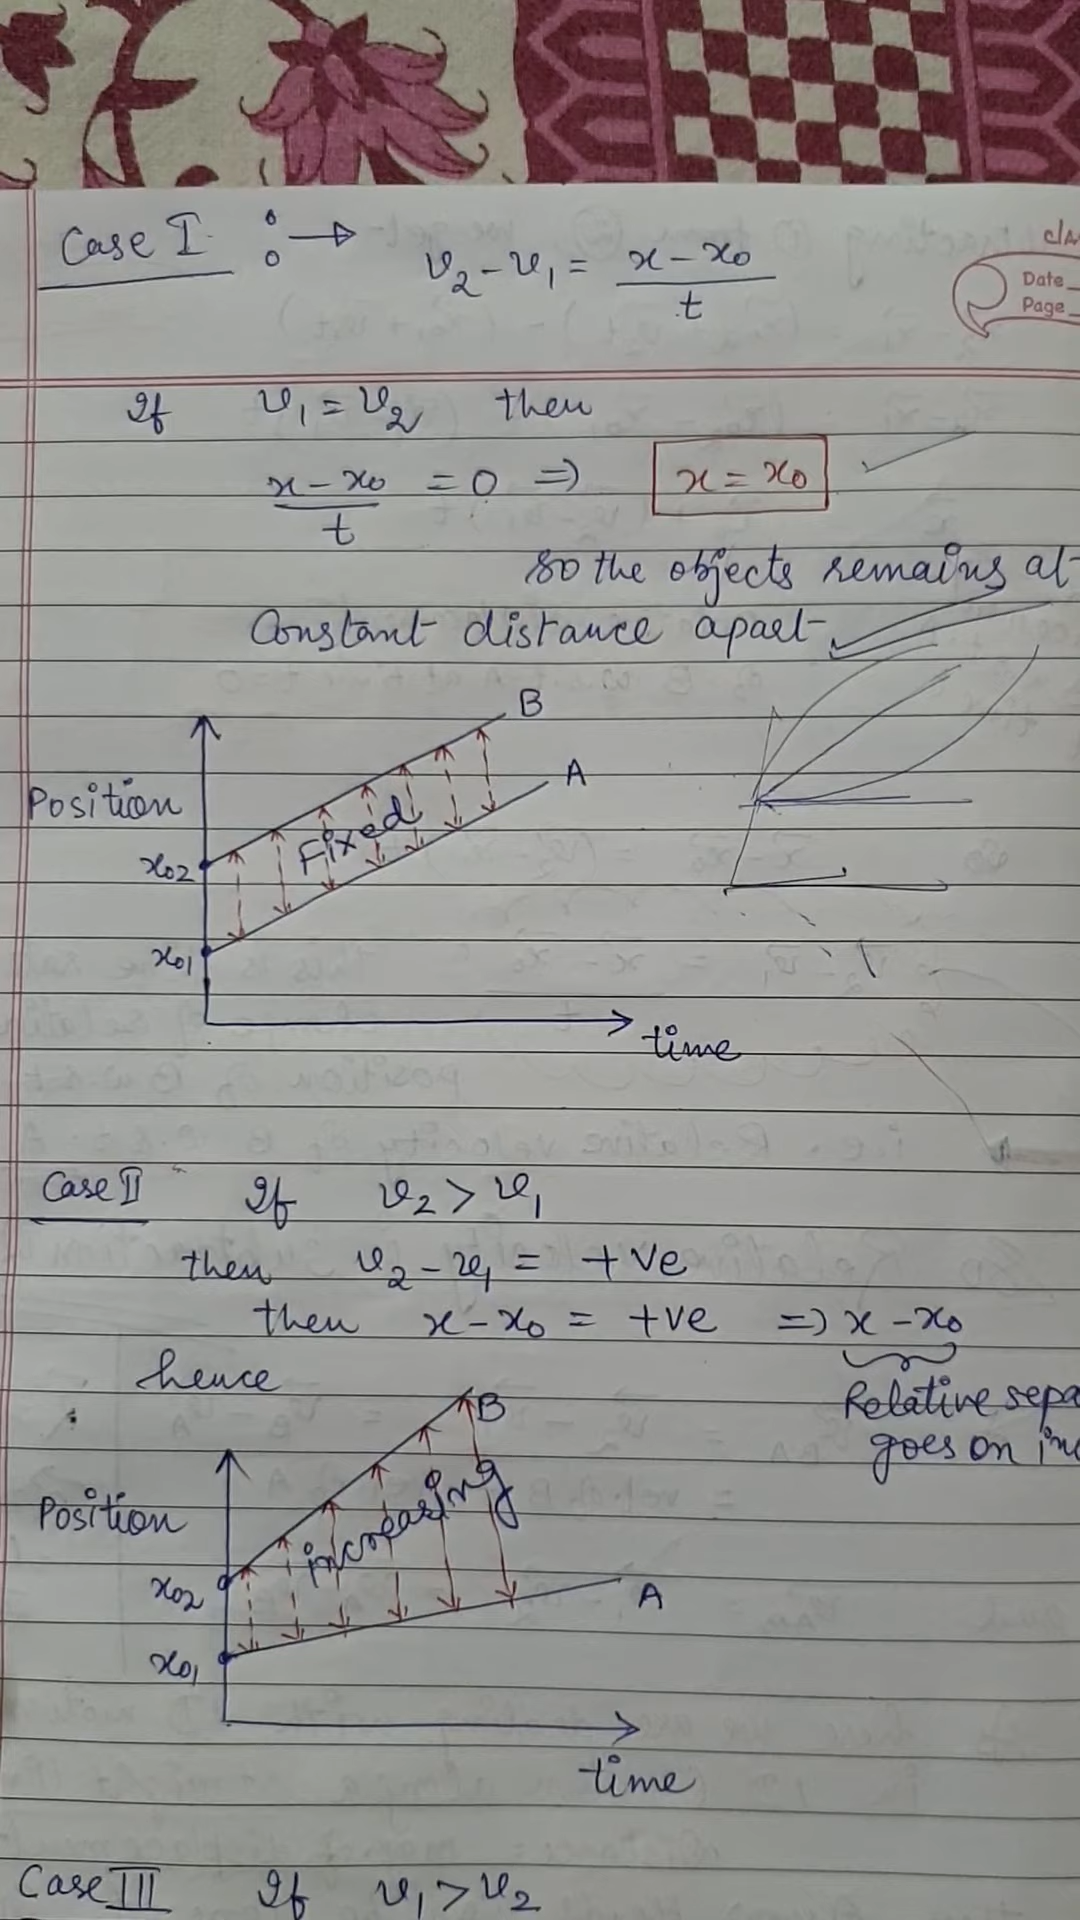 Case I :→ v₂ - v₁ = (x - x₀)/t
Date
Page
If v₁ = v₂ then
(x - x₀)/t = 0 ⇒ x = x₀
so the objects remains at
Constant distance apart
B
A
Position
Fixed
x₀₂
x₀₁
time
Case II If v₂ > v₁
then v₂ - v₁ = +ve
then x - x₀ = +ve ⇒ x - x₀
hence
Relative
goes on
B
Position
increasing
x₀₂
A
x₀₁
time
Case III If v₁ > v₂